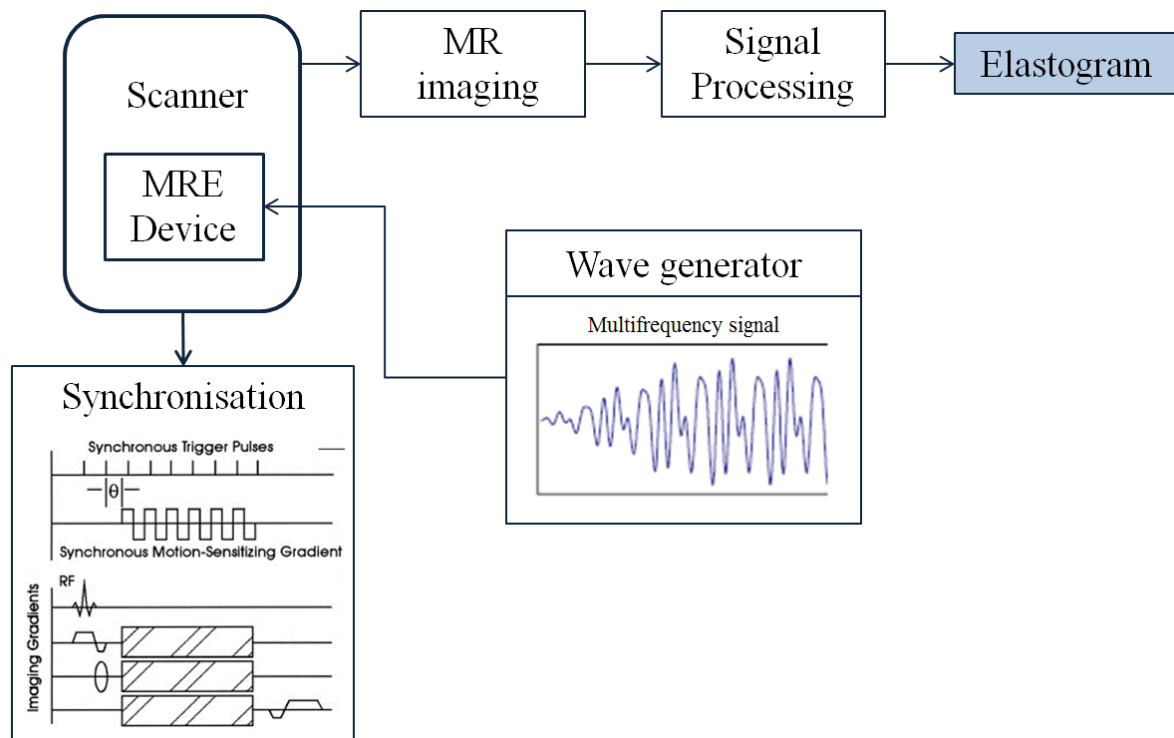 Scanner
MRE
Device
MR
imaging
Signal
Processing
Elastogram
Wave generator
Multifrequency signal
Synchronisation
Synchronous Trigger Pulses
θ
Synchronous Motion-Sensitizing Gradient
RF
Imaging Gradients